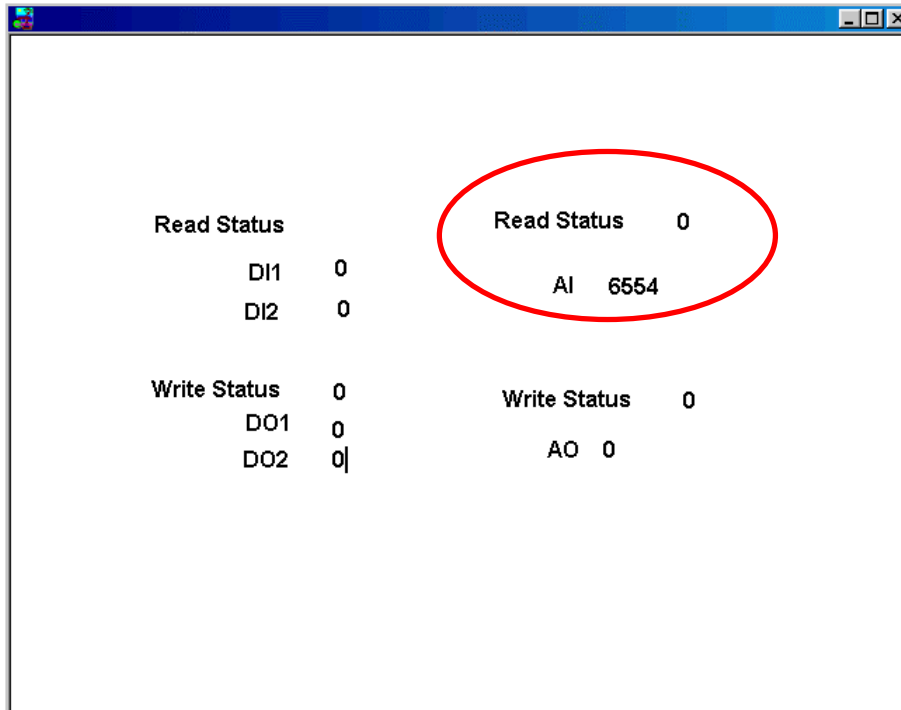 Read Status
DI1 0
DI2 0
Read Status 0
AI 6554
Write Status 0
DO1 0
DO2 0
Write Status 0
AO 0